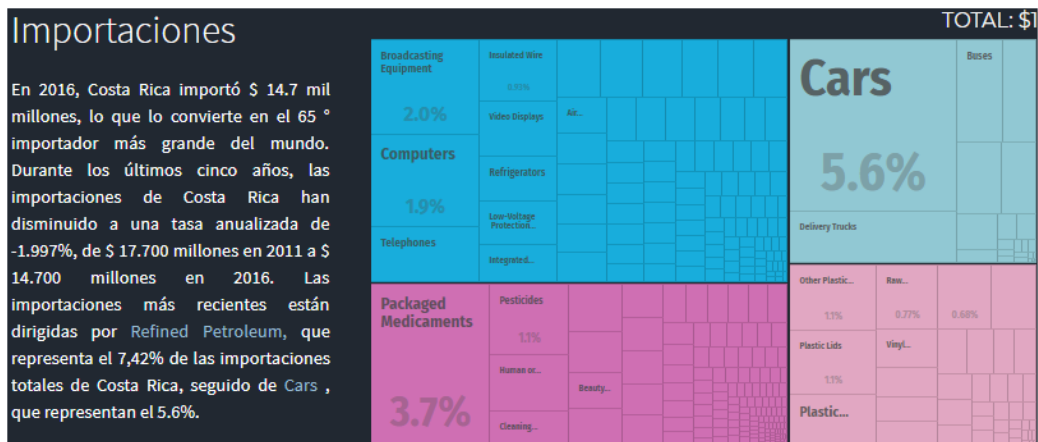 Importaciones
TOTAL: $1
En 2016, Costa Rica importó $ 14.7 mil
millones, lo que lo convierte en el 65 °
importador más grande del mundo.
Durante los últimos cinco años, las
importaciones de Costa Rica han
disminuido a una tasa anualizada de
-1.997%, de $ 17.700 millones en 2011 a $
14.700 millones en 2016. Las
importaciones más recientes están
dirigidas por Refined Petroleum, que
representa el 7,42% de las importaciones
totales de Costa Rica, seguido de Cars ,
que representan el 5.6%.
Broadcasting
Equipment
2.0%
Computers
1.9%
Telephones
Insulated Wire
0.93%
Video Displays
Refrigerators
Low-Voltage
Protection...
Integrated...
Air...
Cars
5.6%
Buses
Delivery Trucks
Packaged
Medicaments
3.7%
Pesticides
1.1%
Human or...
Cleaning...
Beauty...
Other Plastic...
1.1%
Plastic Lids
1.1%
Plastic...
Raw...
0.77%
Vinyl...
0.68%